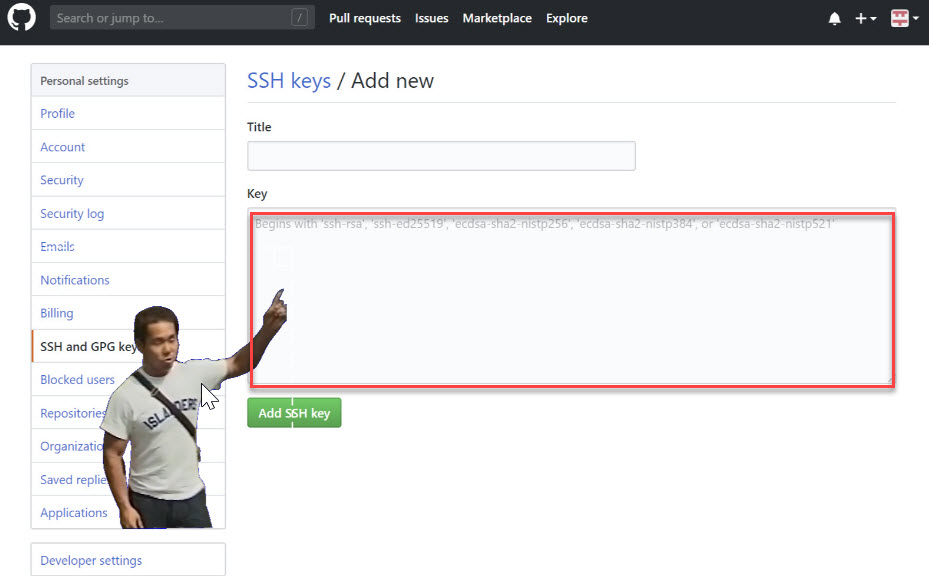 Search or jump to... /
Pull requests Issues Marketplace Explore
Personal settings
Profile
Account
Security
Security log
Emails
Notifications
Billing
SSH and GPG key
Blocked users
Repositories
Organizatio
Saved replie
Applications
Developer settings
SSH keys / Add new
Title
Key
Begins with 'ssh-rsa', 'ssh-ed25519', 'ecdsa-sha2-nistp256', 'ecdsa-sha2-nistp384', or 'ecdsa-sha2-nistp521'
ISLANDERS
Add SSH key